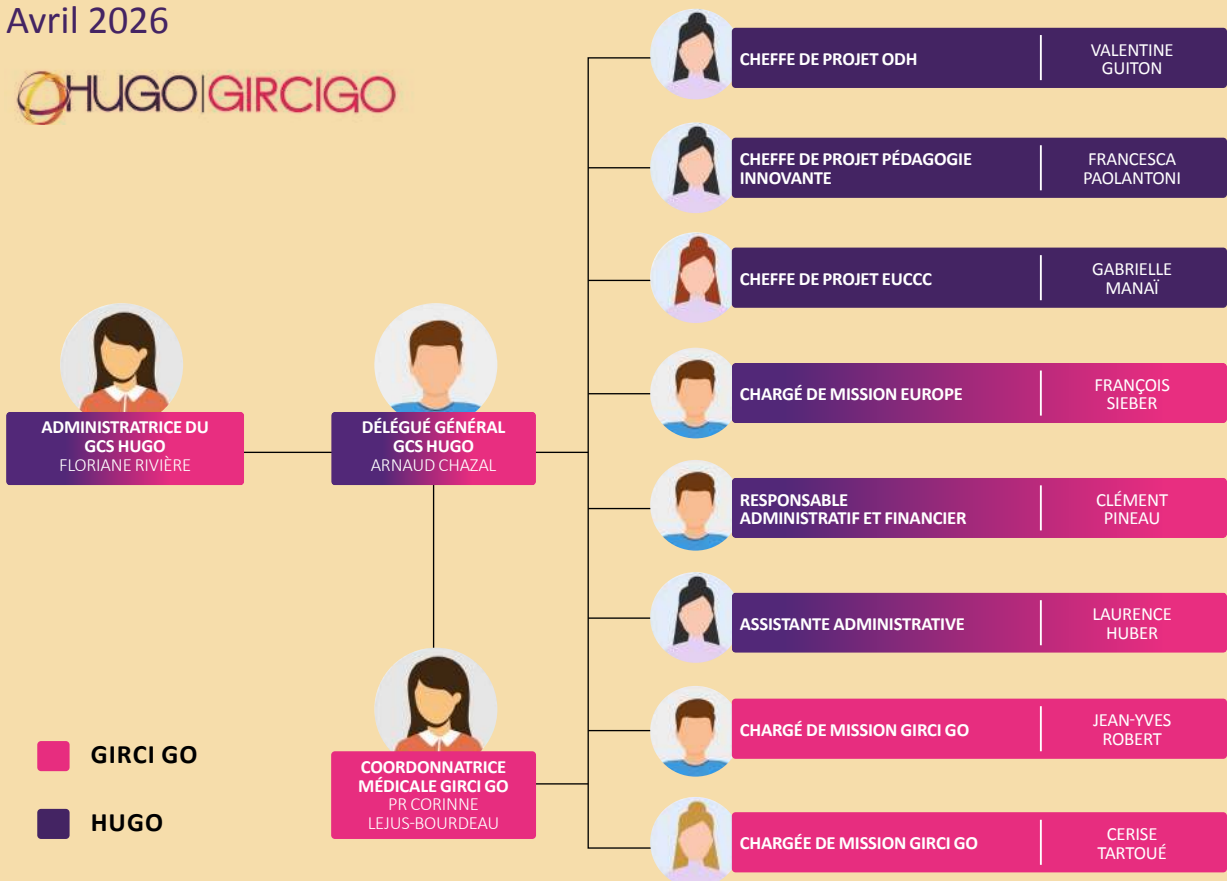 Avril 2026
HUGO|GIRCIGO
CHEFFE DE PROJET ODH
VALENTINE
GUITON
CHEFFE DE PROJET PÉDAGOGIE
INNOVANTE
FRANCESCA
PAOLANTONI
CHEFFE DE PROJET EUCCC
GABRIELLE
MANAÏ
ADMINISTRATRICE DU
GCS HUGO
FLORIANE RIVIÈRE
DÉLÉGUÉ GÉNÉRAL
GCS HUGO
ARNAUD CHAZAL
CHARGÉ DE MISSION EUROPE
FRANÇOIS
SIEBER
RESPONSABLE
ADMINISTRATIF ET FINANCIER
CLÉMENT
PINEAU
ASSISTANTE ADMINISTRATIVE
LAURENCE
HUBER
CHARGÉ DE MISSION GIRCI GO
JEAN-YVES
ROBERT
COORDONNATRICE
MÉDICALE GIRCI GO
PR CORINNE
LEJUS-BOURDEAU
CHARGÉE DE MISSION GIRCI GO
CERISE
TARTOUÉ
GIRCI GO
HUGO